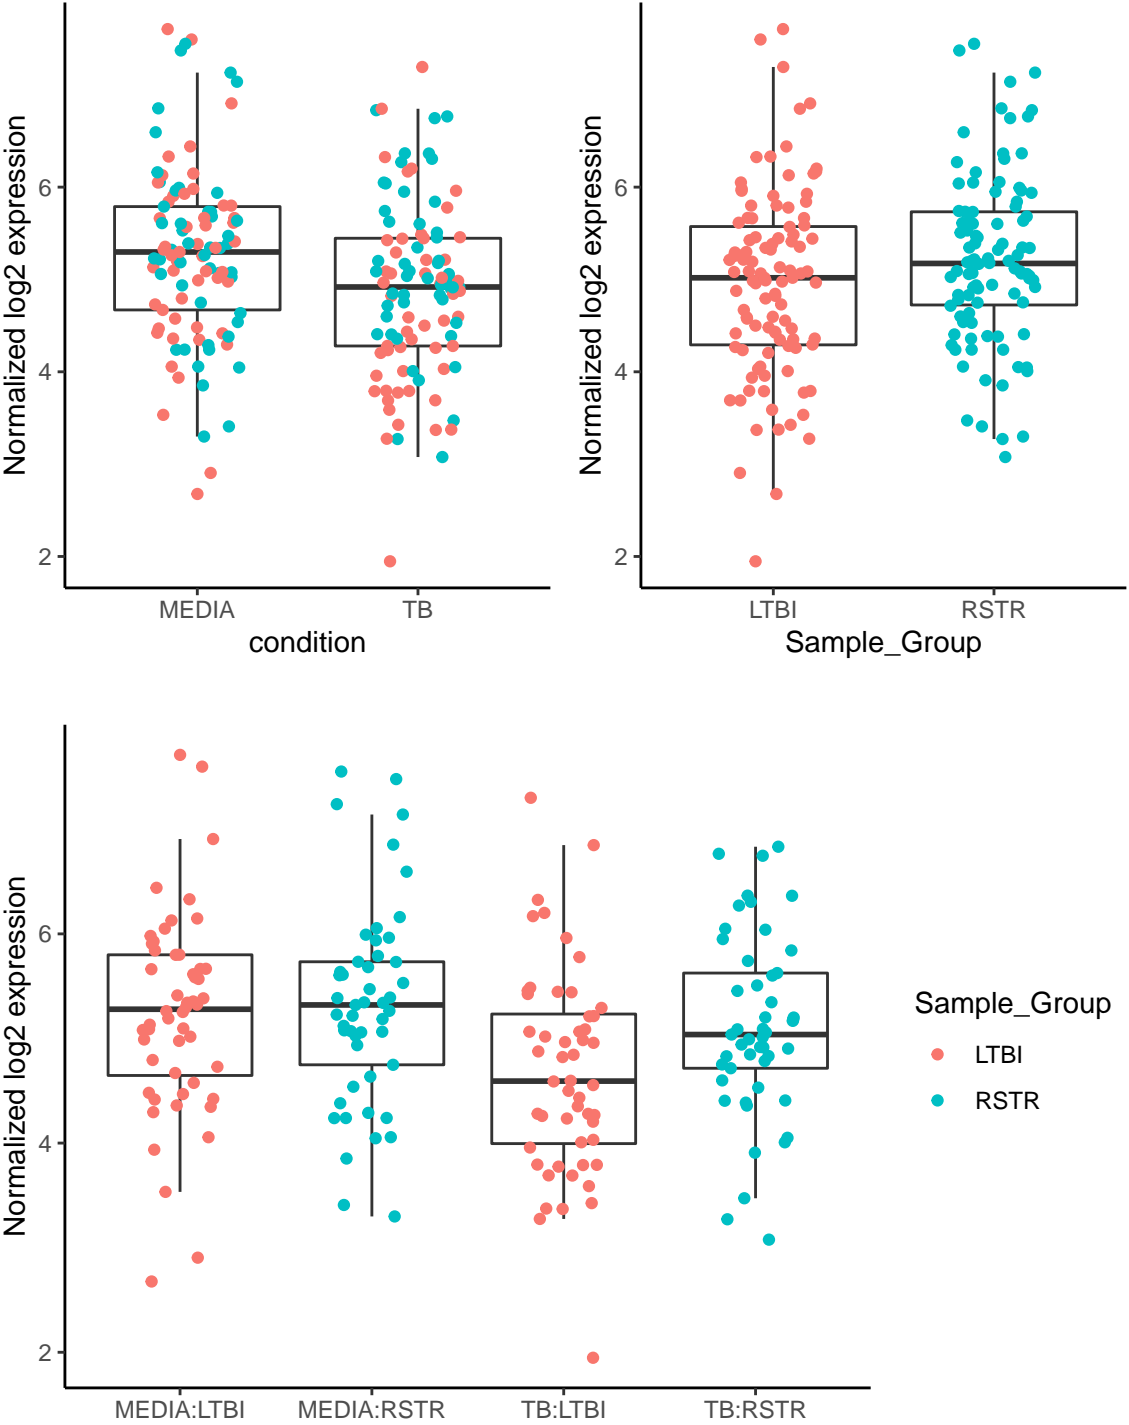 Normalized log2 expression
6
4
2
MEDIA
TB
condition
Normalized log2 expression
6
4
2
LTBI
RSTR
Sample_Group
Normalized log2 expression
6
4
2
MEDIA:LTBI
MEDIA:RSTR
TB:LTBI
TB:RSTR
Sample_Group
LTBI
RSTR